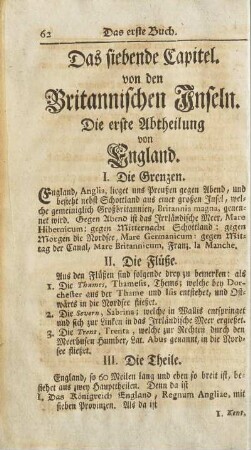 62 Das erste Buch.
Das siebende Capitel.
von den
Britannischen Inseln.
Die erste Abtheilung
von
England.
I. Die Grenzen.
England, Anglia, lieget uns Preußen gegen Abend, und
bestehet nebst Schottland aus einer großen Insel, wel-
che gemeiniglich Großbritannien, Britannis magna, genen-
net wird. Gegen Abend ist das Irrländische Meer, Mare
Hibernicum: gegen Mitternacht Schottland: gegen
Morgen die Nordsee, Mare Germanicum: gegen Mit-
tag der Canal, Mare Britannicum, Franz. la Manche.
II. Die Flüße.
Aus den Flüßen sind folgende drey zu bemerken: als
1. Die Thames, Thamesis, Thems; welche bey Dor-
chester aus der Thame und Isis entstehet, und Ost-
wärts in die Nordsee fließet.
2. Die Severn, Sabrina; welche in Wallis entspringet
und sich zur Linken in das Irrländische Meer ergießet.
3. Die Trent, Trenta, welche zur Rechten durch den
Meerbusen Humber, Lat. Abus genannt, in die Nord-
see fließet.
III. Die Theile.
England, so 60 Meilen lang und eben so breit ist, be-
stehet aus zwey Haupttheilen. Denn da ist
I. Das Königreich England, Regnum Angliae, mit
sieben Provinzen. Als da ist
1. Kent,